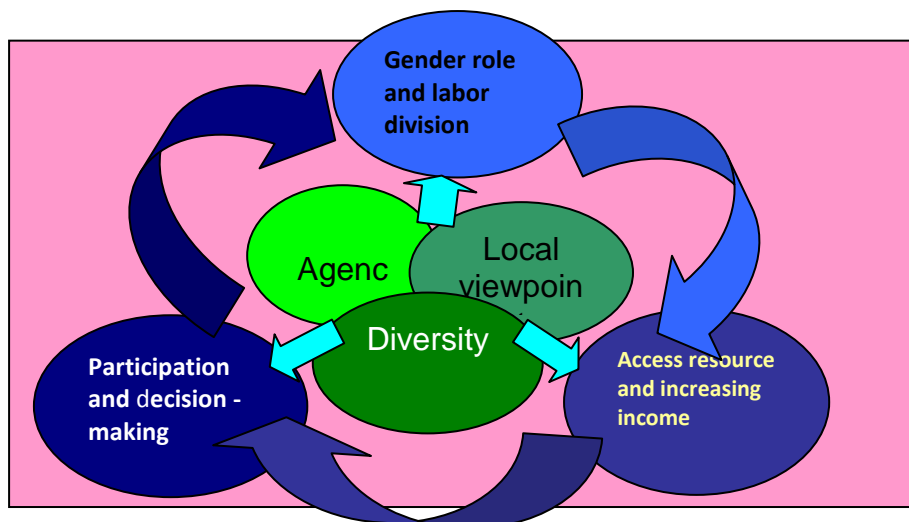 Gender role
and labor
division
Agenc
Local
viewpoin
Diversity
Participation
and decision -
making
Access resource
and increasing
income